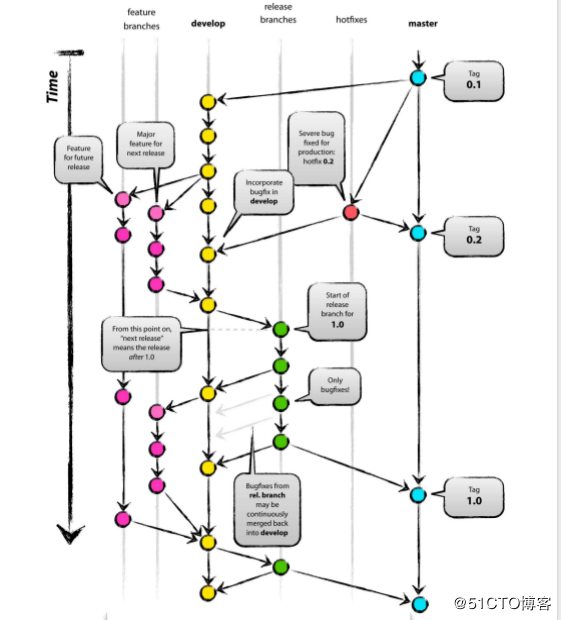 feature
branches
develop
release
branches
hotfixes
master
Time
Tag
0.1
Feature
for future
release
Major
feature for
next release
Severe bug
fixed for
production:
hotfix 0.2
Incorporate
bugfix in
develop
Tag
0.2
Start of
release
branch for
1.0
From this point on,
"next release"
means the release
after 1.0
Only
bugfixes!
Bugfixes from
rel. branch
may be
continuously
merged back
into develop
Tag
1.0
@51CTO博客